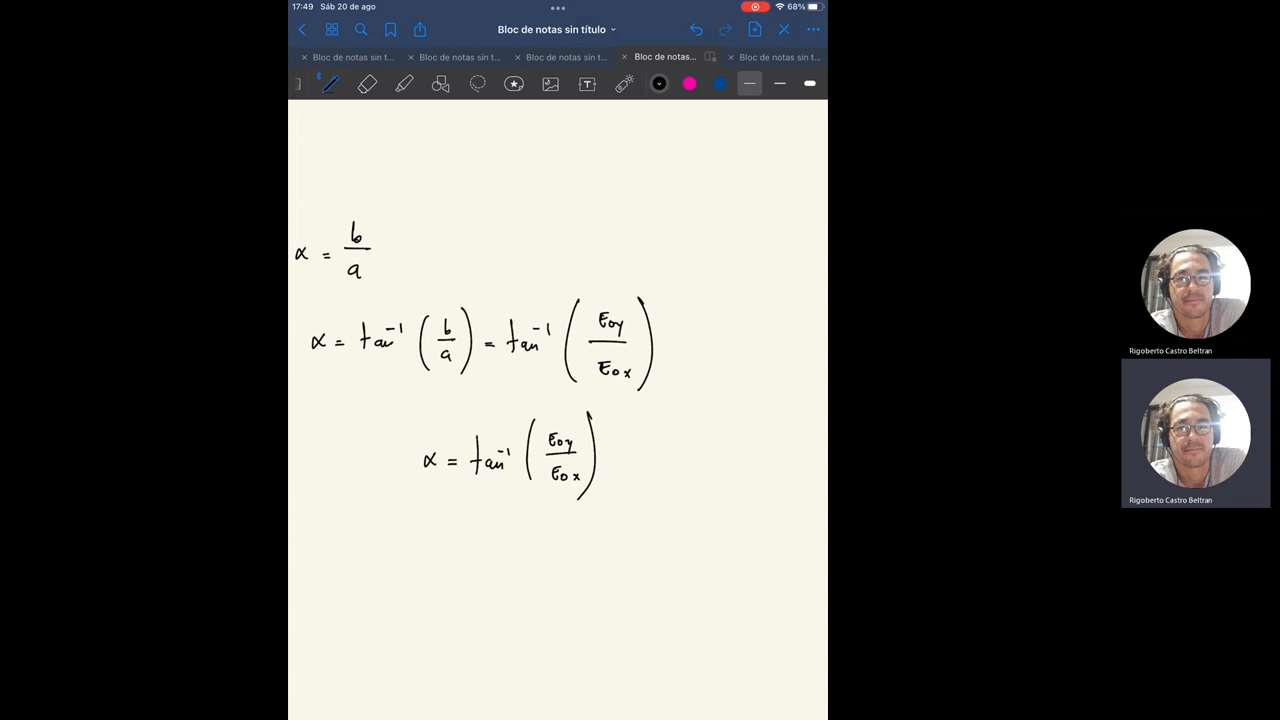 17:49 Sáb 20 de ago 68%
Bloc de notas sin título
Bloc de notas sin t... Bloc de notas sin t... Bloc de notas sin t... Bloc de notas... Bloc de notas sin t...
T
α = b/a
α = tan⁻¹ (b/a) = tan⁻¹ (E₀y/E₀x)
α = tan⁻¹ (E₀y/E₀x)
Rigoberto Castro Beltran
Rigoberto Castro Beltran